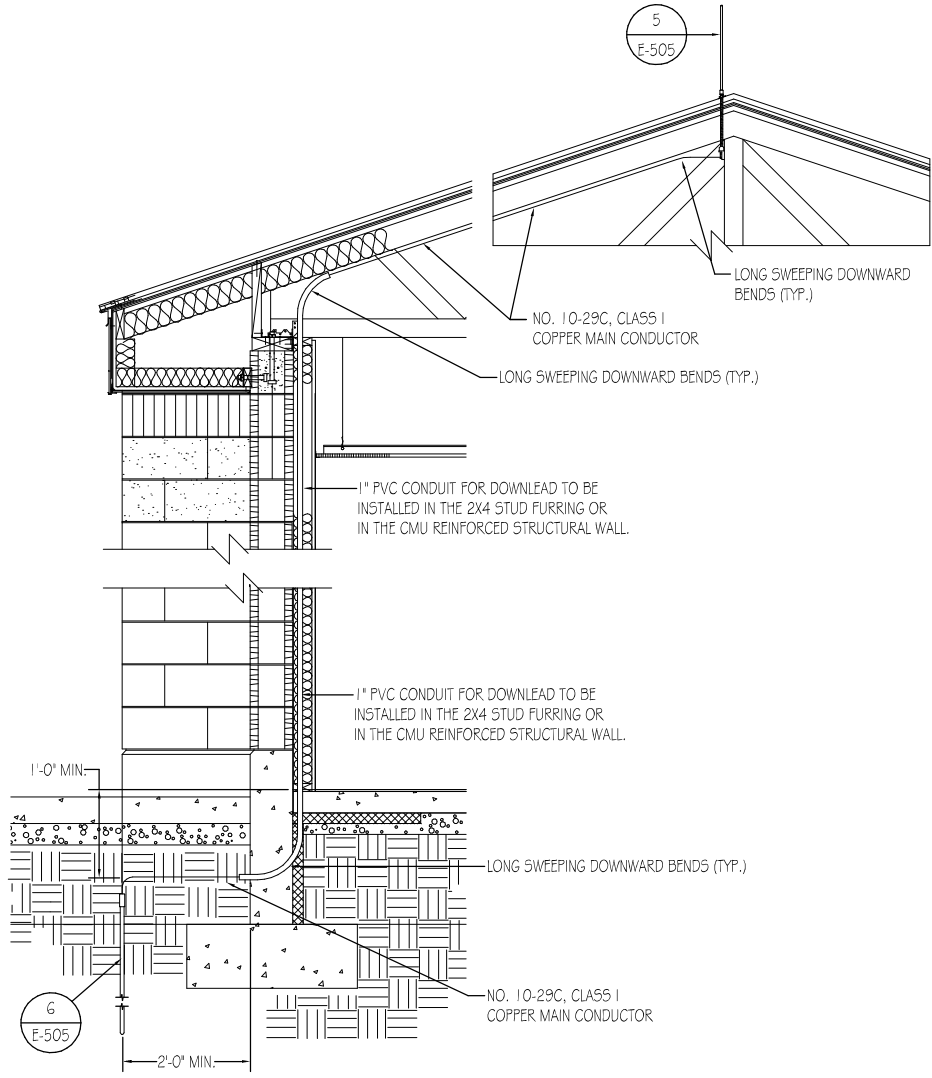 5
E-505
LONG SWEEPING DOWNWARD
BENDS (TYP.)
NO. 10-29C, CLASS I
COPPER MAIN CONDUCTOR
LONG SWEEPING DOWNWARD BENDS (TYP.)
1" PVC CONDUIT FOR DOWNLEAD TO BE
INSTALLED IN THE 2X4 STUD FURRING OR
IN THE CMU REINFORCED STRUCTURAL WALL.
1" PVC CONDUIT FOR DOWNLEAD TO BE
INSTALLED IN THE 2X4 STUD FURRING OR
IN THE CMU REINFORCED STRUCTURAL WALL.
1'-0" MIN.
LONG SWEEPING DOWNWARD BENDS (TYP.)
NO. 10-29C, CLASS I
COPPER MAIN CONDUCTOR
6
E-505
2'-0" MIN.